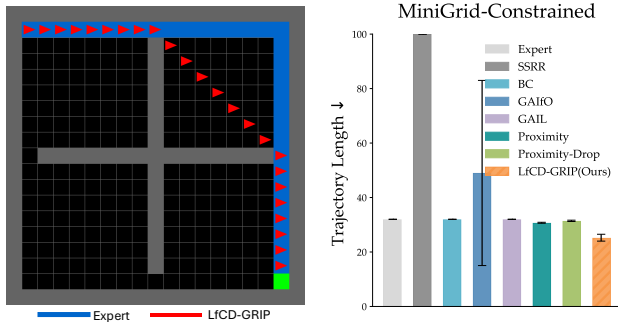 Expert
LfCD-GRIP
MiniGrid-Constrained
Trajectory Length ↓
100
80
60
40
20
0
Expert
SSRR
BC
GAIfO
GAIL
Proximity
Proximity-Drop
LfCD-GRIP(Ours)